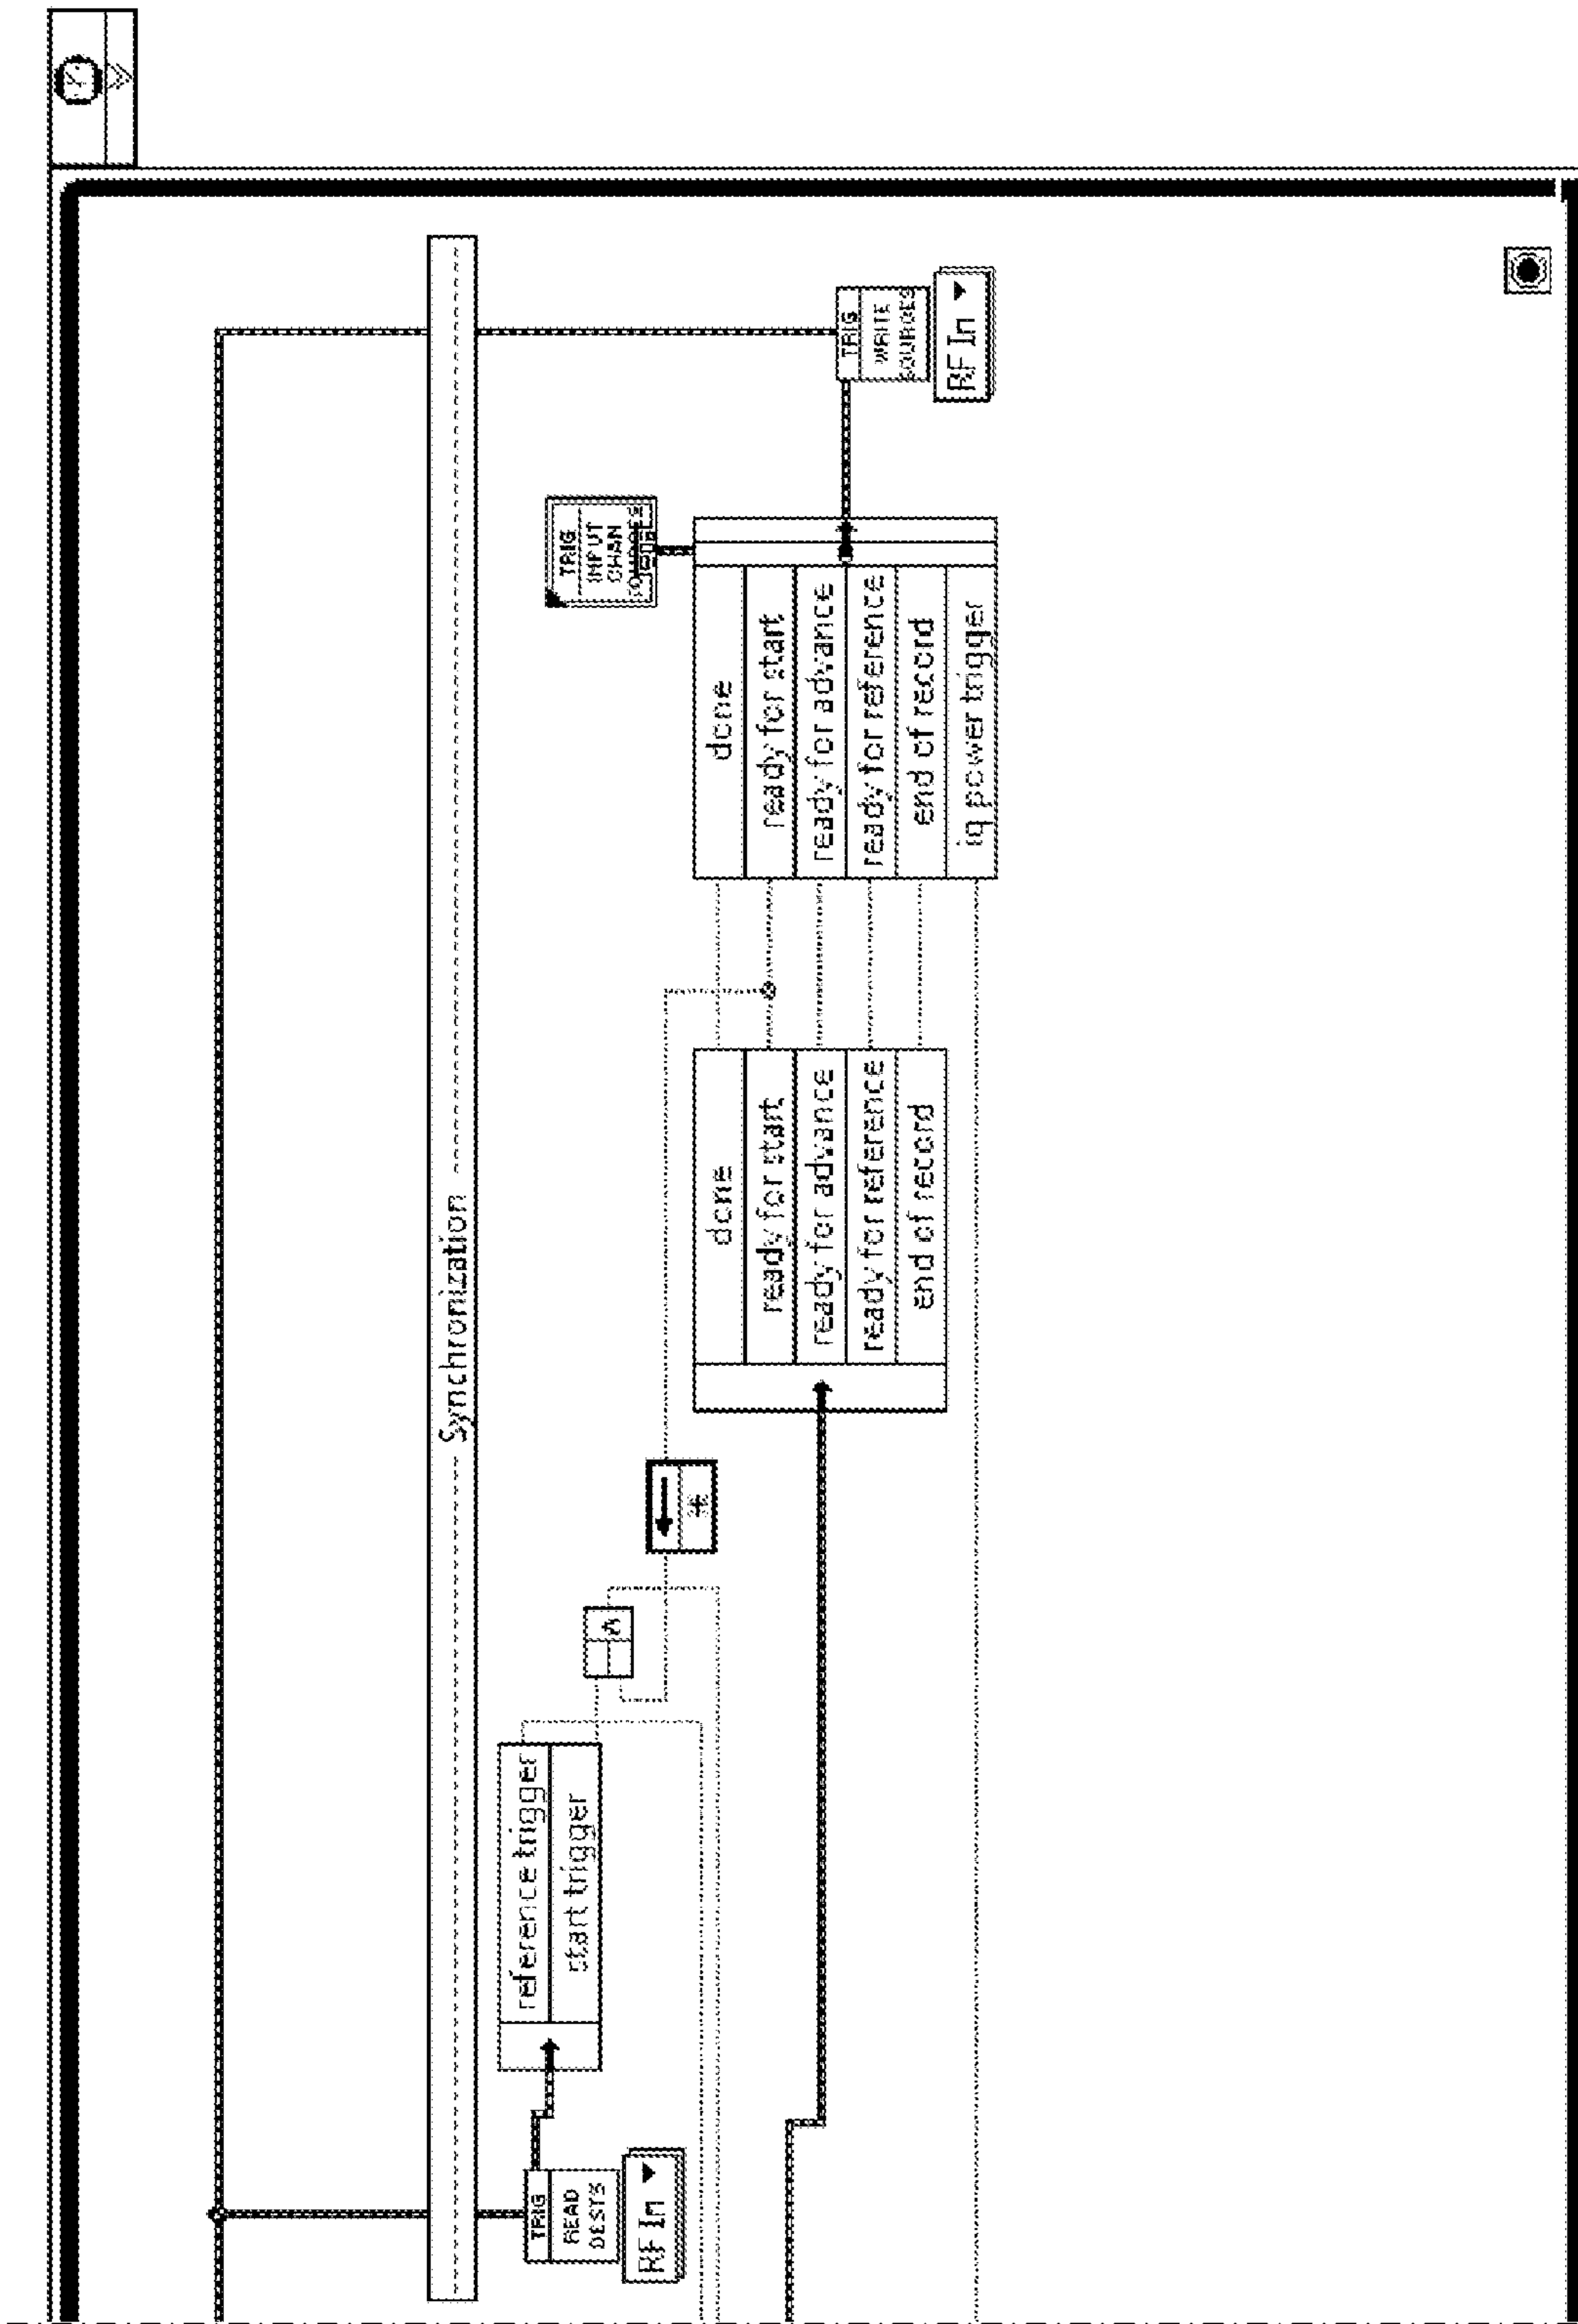 Synchronization
TRIG
READ
DESTS
RF In
reference trigger
start trigger
done
ready for start
ready for advance
ready for reference
end of record
TRIG
INPUT
CHAN
done
ready for start
ready for advance
ready for reference
end of record
iq power trigger
TRIG
WRITE
SOURCES
RF In